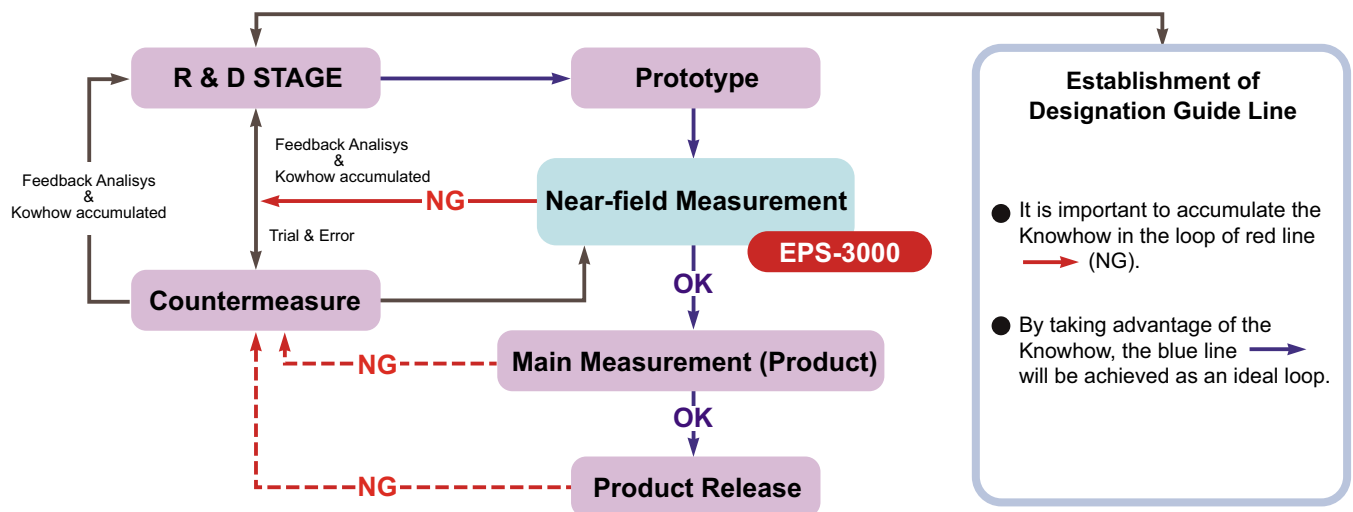 R & D STAGE
Prototype
Feedback Analisys
&
Kowhow accumulated
Feedback Analisys
&
Kowhow accumulated
NG
Near-field Measurement
EPS-3000
Trial & Error
Countermeasure
OK
NG
Main Measurement (Product)
OK
NG
Product Release
Establishment of
Designation Guide Line
● It is important to accumulate the
Knowhow in the loop of red line
(NG).
● By taking advantage of the
Knowhow, the blue line
will be achieved as an ideal loop.